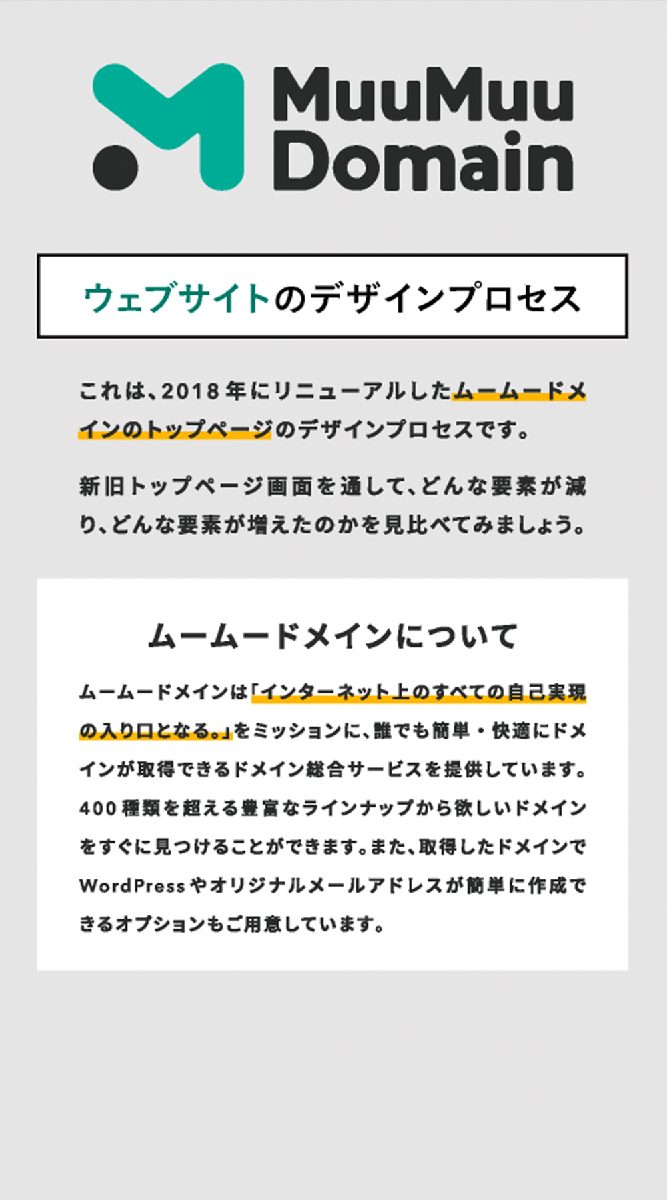 MuuMuu
Domain
ウェブサイトのデザインプロセス
これは、2018年にリニューアルしたムームードメ
インのトップページのデザインプロセスです。
新旧トップページ画面を通して、どんな要素が減
り、どんな要素が増えたのかを見比べてみましょう。
ムームードメインについて
ムームードメインは「インターネット上のすべての自己実現
の入り口となる。」をミッションに、誰でも簡単・快適にドメ
インが取得できるドメイン総合サービスを提供しています。
400種類を超える豊富なラインナップから欲しいドメイン
をすぐに見つけることができます。また、取得したドメインで
WordPressやオリジナルメールアドレスが簡単に作成で
きるオプションもご用意しています。